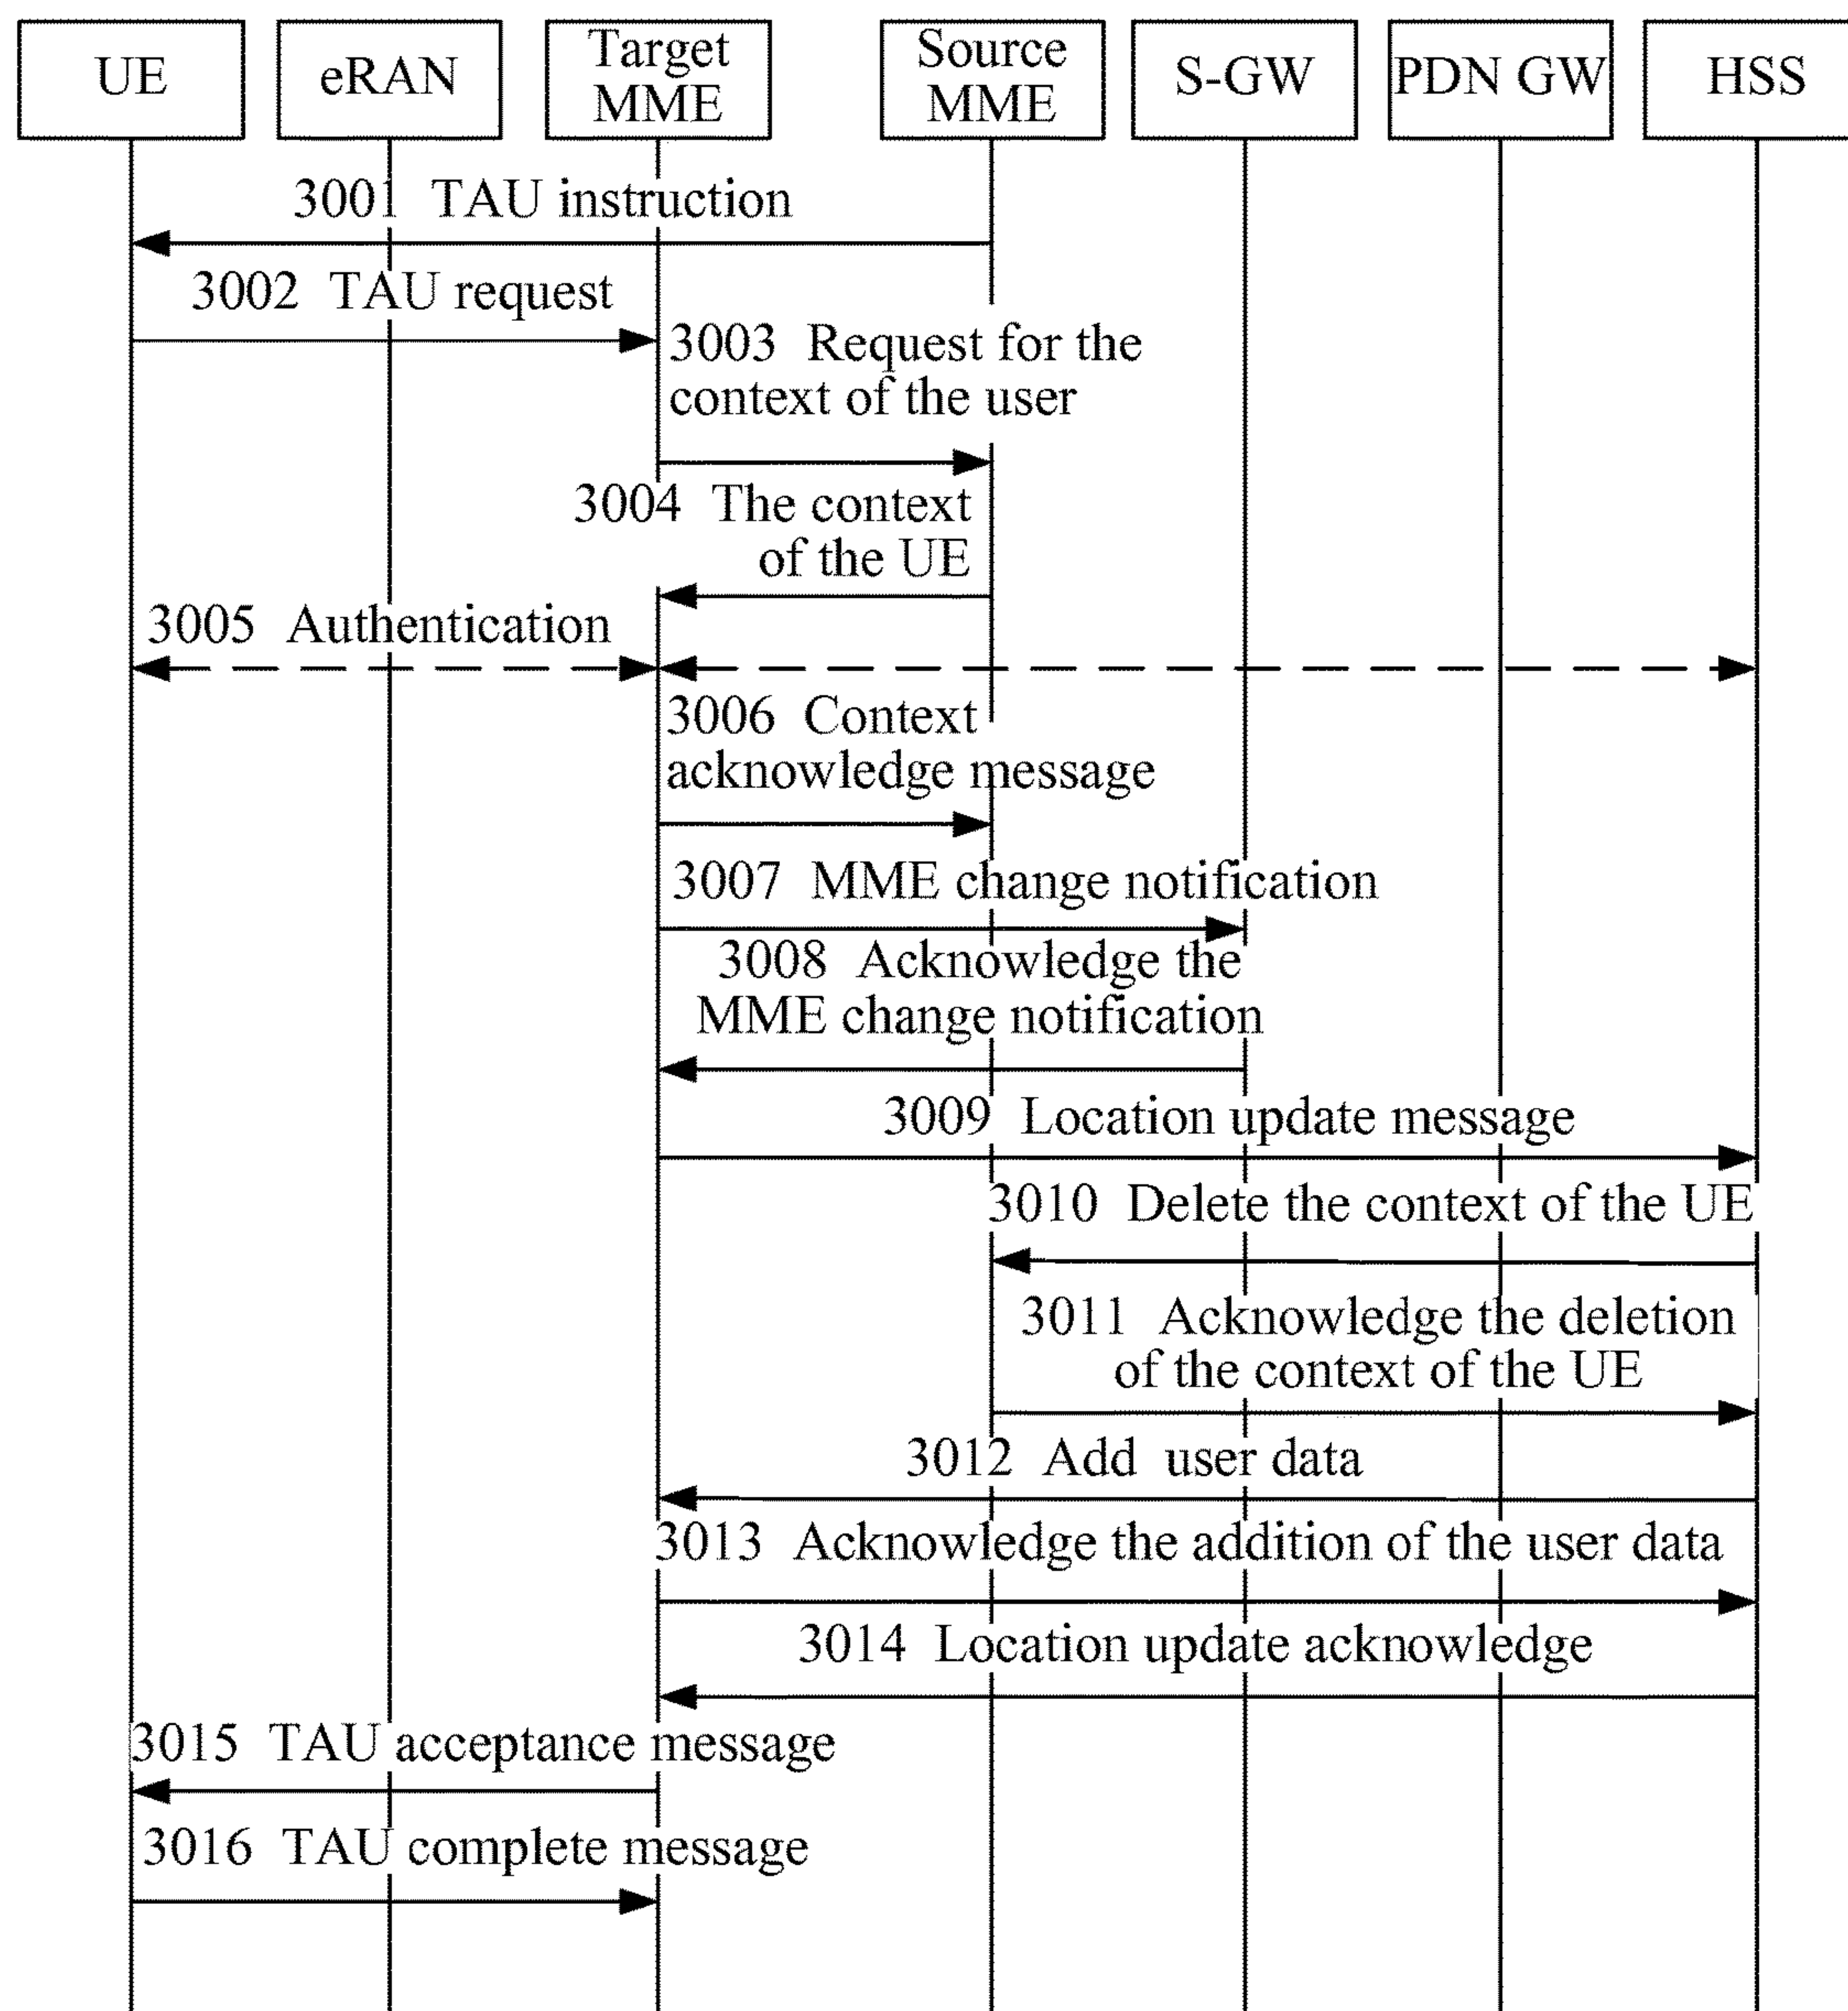 UE
eRAN
Target
MME
Source
MME
S-GW
PDN GW
HSS
3001 TAU instruction
3002 TAU request
3003 Request for the
context of the user
3004 The context
of the UE
3005 Authentication
3006 Context
acknowledge message
3007 MME change notification
3008 Acknowledge the
MME change notification
3009 Location update message
3010 Delete the context of the UE
3011 Acknowledge the deletion
of the context of the UE
3012 Add user data
3013 Acknowledge the addition of the user data
3014 Location update acknowledge
3015 TAU acceptance message
3016 TAU complete message